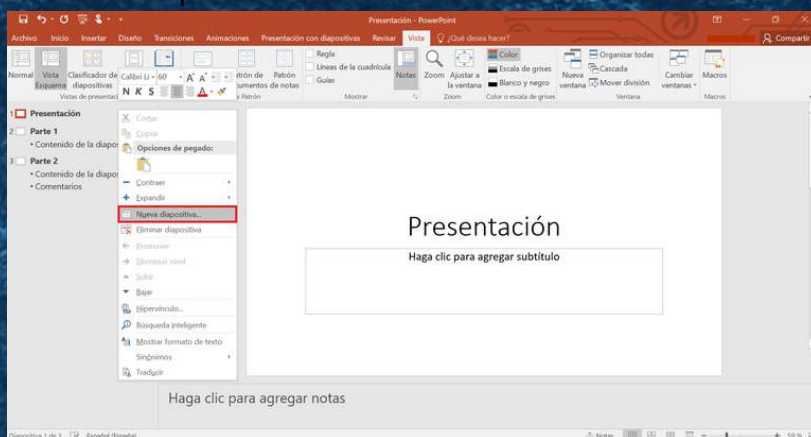 Presentación - PowerPoint
Archivo Inicio Insertar Diseño Transiciones Animaciones Presentación con diapositivas Revisar Vista ¿Qué desea hacer? Compartir
Normal Vista Esquema Clasificador de diapositivas
Calibri Li 60 A A
N K S A
Patrón de notas
Regla
Líneas de la cuadrícula
Guías
Notas
Zoom Ajustar a la ventana
Color
Escala de grises
Blanco y negro
Nueva ventana
Organizar todas
Cascada
Mover división
Cambiar ventanas
Macros
Mostrar Zoom Color o escala de grises Ventana Macros
1 Presentación
2 Parte 1
• Contenido de la diapo
3 Parte 2
• Contenido de la diapo
• Comentarios
Cortar
Copiar
Opciones de pegado:
Contraer
Expandir
Nueva diapositiva...
Eliminar diapositiva
Promover
Disminuir nivel
Subir
Bajar
Hipervínculo...
Búsqueda inteligente
Mostrar formato de texto
Sinónimos
Traducir
Presentación
Haga clic para agregar subtítulo
Haga clic para agregar notas
Diapositiva 1 de 3 Español (España) Notas 59 %